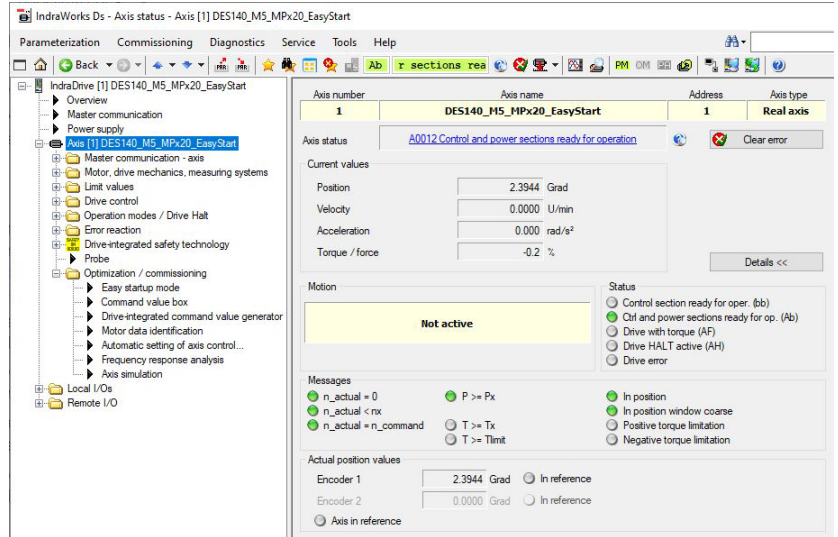 IndraWorks Ds - Axis status - Axis [1] DES140_M5_MPx20_EasyStart
Parameterization Commissioning Diagnostics Service Tools Help
Back Ab r sections rea PM OM
IndraDrive [1] DES140_M5_MPx20_EasyStart
Overview
Master communication
Power supply
Axis [1] DES140_M5_MPx20_EasyStart
Master communication - axis
Motor, drive mechanics, measuring systems
Limit values
Drive control
Operation modes / Drive Halt
Error reaction
Drive-integrated safety technology
Probe
Optimization / commissioning
Easy startup mode
Command value box
Drive-integrated command value generator
Motor data identification
Automatic setting of axis control...
Frequency response analysis
Axis simulation
Local I/Os
Remote I/O
Axis number Axis name Address Axis type
1 DES140_M5_MPx20_EasyStart 1 Real axis
Axis status A0012 Control and power sections ready for operation Clear error
Current values
Position 2.3944 Grad
Velocity 0.0000 U/min
Acceleration 0.000 rad/s²
Torque / force -0.2 %
Details <<
Motion
Not active
Status
Control section ready for oper. (bb)
Ctrl and power sections ready for op. (Ab)
Drive with torque (AF)
Drive HALT active (AH)
Drive error
Messages
n_actual = 0 P >= Px In position
n_actual < nx In position window coarse
n_actual = n_command T >= Tx Positive torque limitation
T >= Tlimit Negative torque limitation
Actual position values
Encoder 1 2.3944 Grad In reference
Encoder 2 0.0000 Grad In reference
Axis in reference